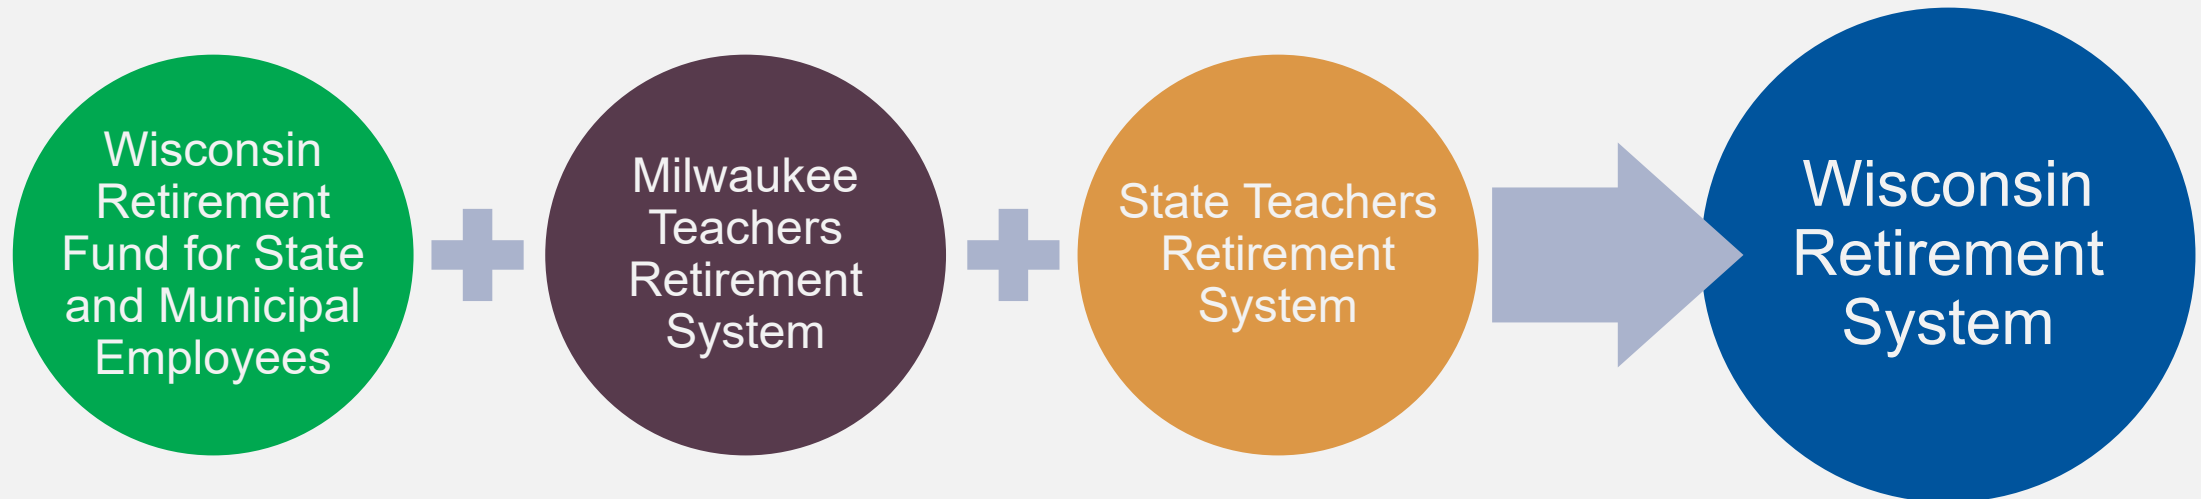 Wisconsin
Retirement
Fund for State
and Municipal
Employees
Milwaukee
Teachers
Retirement
System
State Teachers
Retirement
System
Wisconsin
Retirement
System